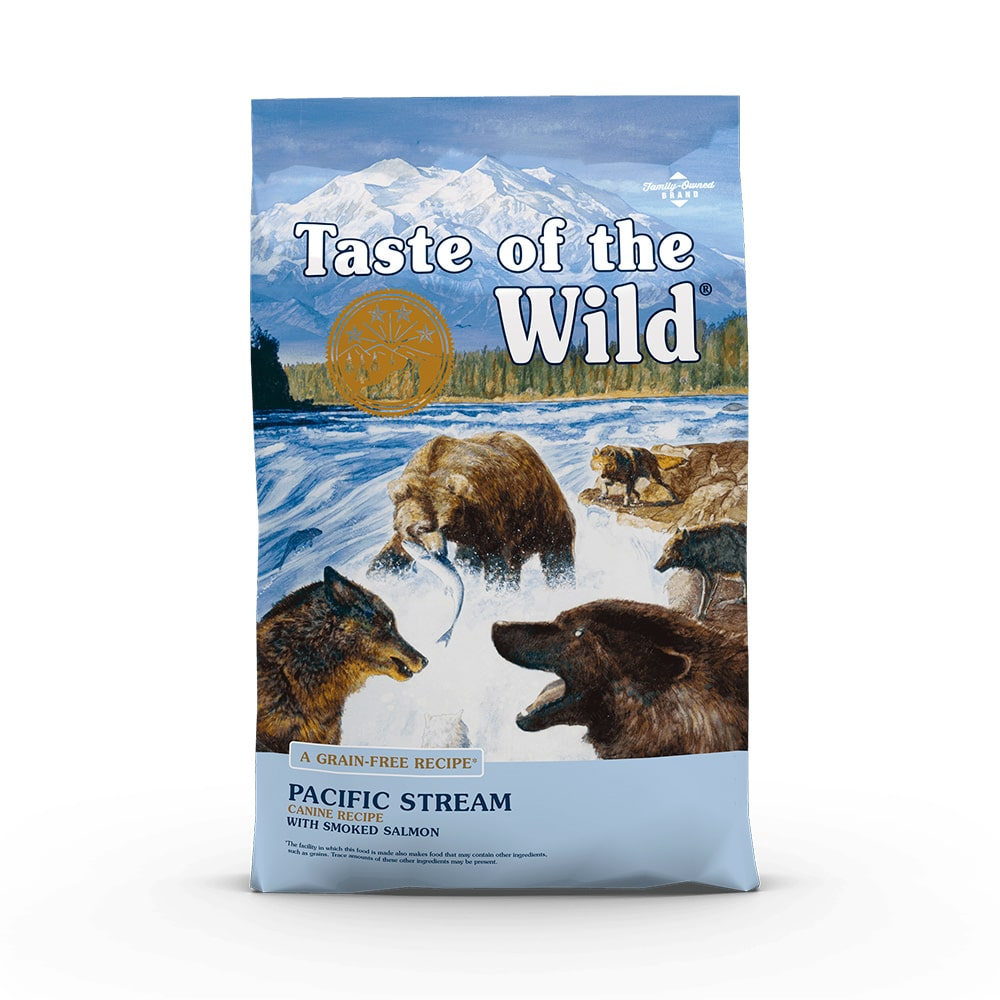 Family-Owned
BRAND
Taste of the
Wild®
A GRAIN-FREE RECIPE*
PACIFIC STREAM
CANINE RECIPE
WITH SMOKED SALMON
*The facility in which this food is made also makes food that may contain other ingredients,
such as grains. Trace amounts of these other ingredients may be present.